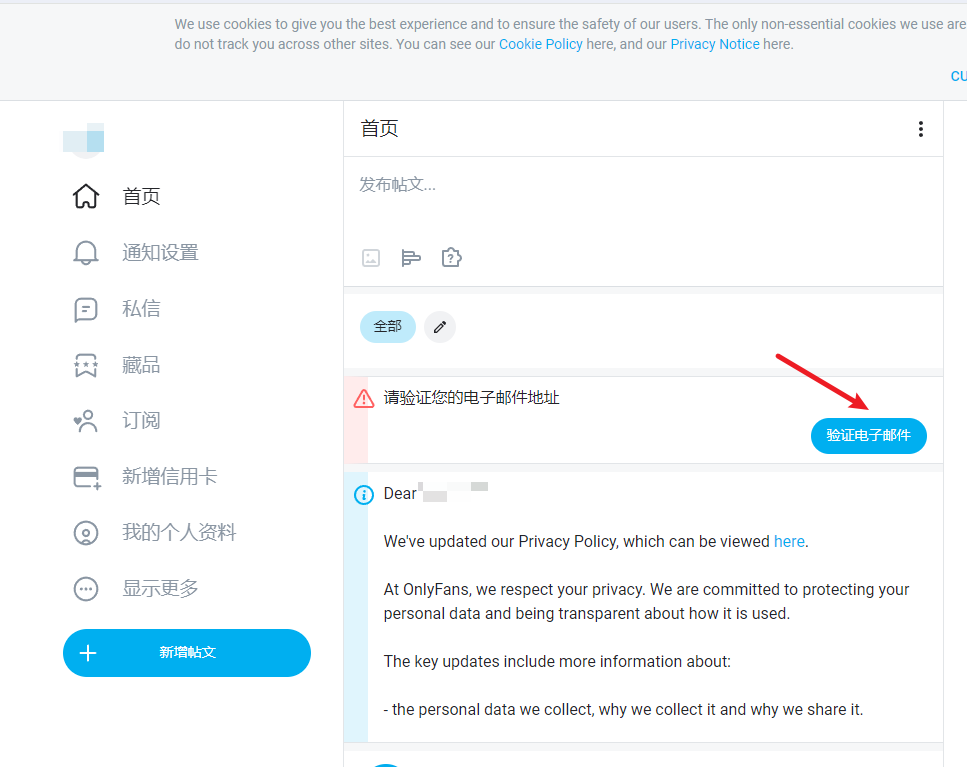 We use cookies to give you the best experience and to ensure the safety of our users. The only non-essential cookies we use are
do not track you across other sites. You can see our Cookie Policy here, and our Privacy Notice here.
CU
首页
发布帖文...
首页
通知设置
私信
藏品
订阅
新增信用卡
我的个人资料
显示更多
新增帖文
全部
请验证您的电子邮件地址
验证电子邮件
Dear
We've updated our Privacy Policy, which can be viewed here.
At OnlyFans, we respect your privacy. We are committed to protecting your
personal data and being transparent about how it is used.
The key updates include more information about:
- the personal data we collect, why we collect it and why we share it.